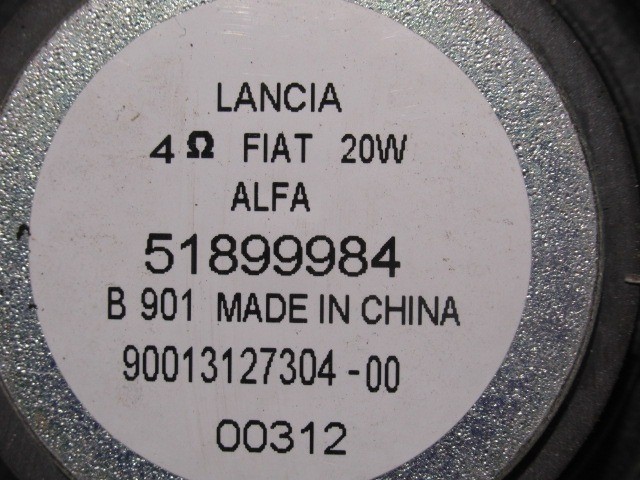 LANCIA
4 Ω FIAT 20W
ALFA
51899984
B 901 MADE IN CHINA
90013127304-00
00312